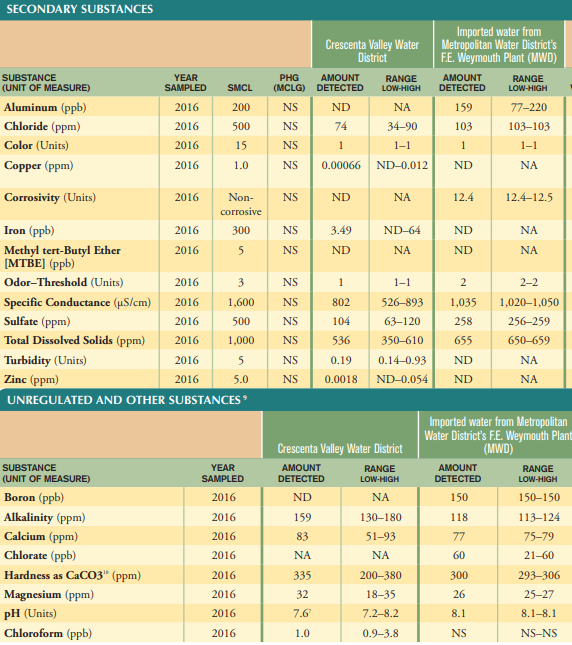 SECONDARY SUBSTANCES
Crescenta Valley Water District
Imported water from Metropolitan Water District's F.E. Weymouth Plant (MWD)
SUBSTANCE (UNIT OF MEASURE) YEAR SAMPLED SMCL PHG (MCLG) AMOUNT DETECTED RANGE LOW-HIGH AMOUNT DETECTED RANGE LOW-HIGH
Aluminum (ppb) 2016 200 NS ND NA 159 77–220
Chloride (ppm) 2016 500 NS 74 34–90 103 103–103
Color (Units) 2016 15 NS 1 1–1 1 1–1
Copper (ppm) 2016 1.0 NS 0.00066 ND–0.012 ND NA
Corrosivity (Units) 2016 Non-corrosive NS ND NA 12.4 12.4–12.5
Iron (ppb) 2016 300 NS 3.49 ND–64 ND NA
Methyl tert-Butyl Ether [MTBE] (ppb) 2016 5 NS ND NA ND NA
Odor–Threshold (Units) 2016 3 NS 1 1–1 2 2–2
Specific Conductance (µS/cm) 2016 1,600 NS 802 526–893 1,035 1,020–1,050
Sulfate (ppm) 2016 500 NS 104 63–120 258 256–259
Total Dissolved Solids (ppm) 2016 1,000 NS 536 350–610 655 650–659
Turbidity (Units) 2016 5 NS 0.19 0.14–0.93 ND NA
Zinc (ppm) 2016 5.0 NS 0.0018 ND–0.054 ND NA
UNREGULATED AND OTHER SUBSTANCES 9
Crescenta Valley Water District
Imported water from Metropolitan Water District's F.E. Weymouth Plant (MWD)
SUBSTANCE (UNIT OF MEASURE) YEAR SAMPLED AMOUNT DETECTED RANGE LOW-HIGH AMOUNT DETECTED RANGE LOW-HIGH
Boron (ppb) 2016 ND NA 150 150–150
Alkalinity (ppm) 2016 159 130–180 118 113–124
Calcium (ppm) 2016 83 51–93 77 75–79
Chlorate (ppb) 2016 NA NA 60 21–60
Hardness as CaCO3 10 (ppm) 2016 335 200–380 300 293–306
Magnesium (ppm) 2016 32 18–35 26 25–27
pH (Units) 2016 7.6 7 7.2–8.2 8.1 8.1–8.1
Chloroform (ppb) 2016 1.0 0.9–3.8 NS NS–NS